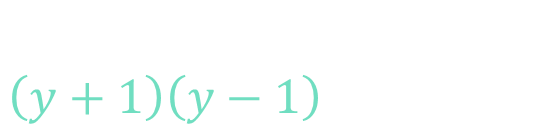 (y + 1)(y − 1)